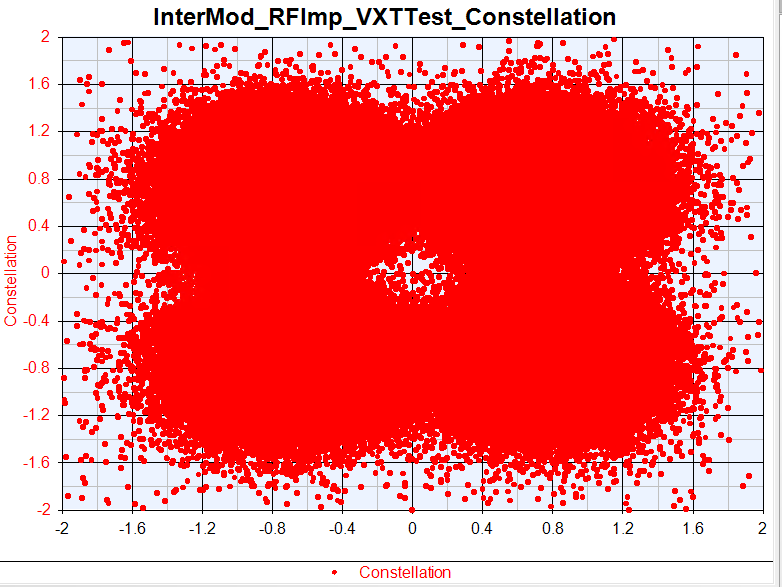 InterMod_RFImp_VXTTest_Constellation
2
1.6
1.2
0.8
0.4
0
-0.4
-0.8
-1.2
-1.6
-2
Constellation
-2 -1.6 -1.2 -0.8 -0.4 0 0.4 0.8 1.2 1.6 2
Constellation